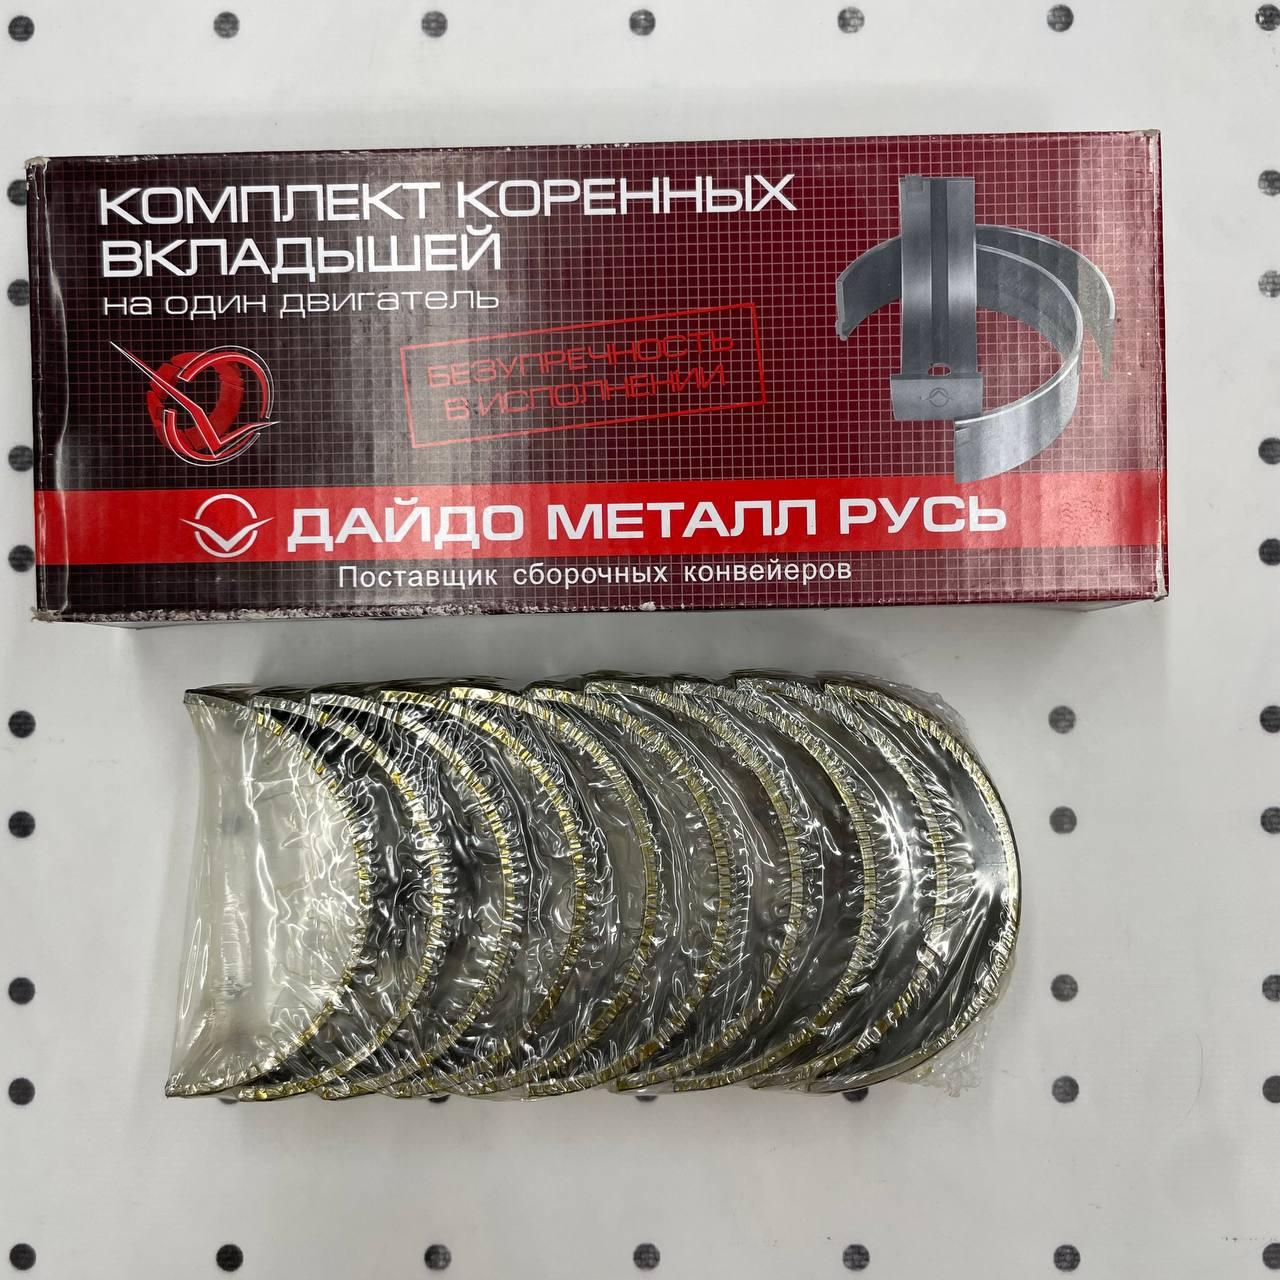 КОМПЛЕКТ КОРЕННЫХ
ВКЛАДЫШЕЙ
на один двигатель
БЕЗУПРЕЧНОСТЬ
В ИСПОЛНЕНИИ
ДАЙДО МЕТАЛЛ РУСЬ
Поставщик сборочных конвейеров